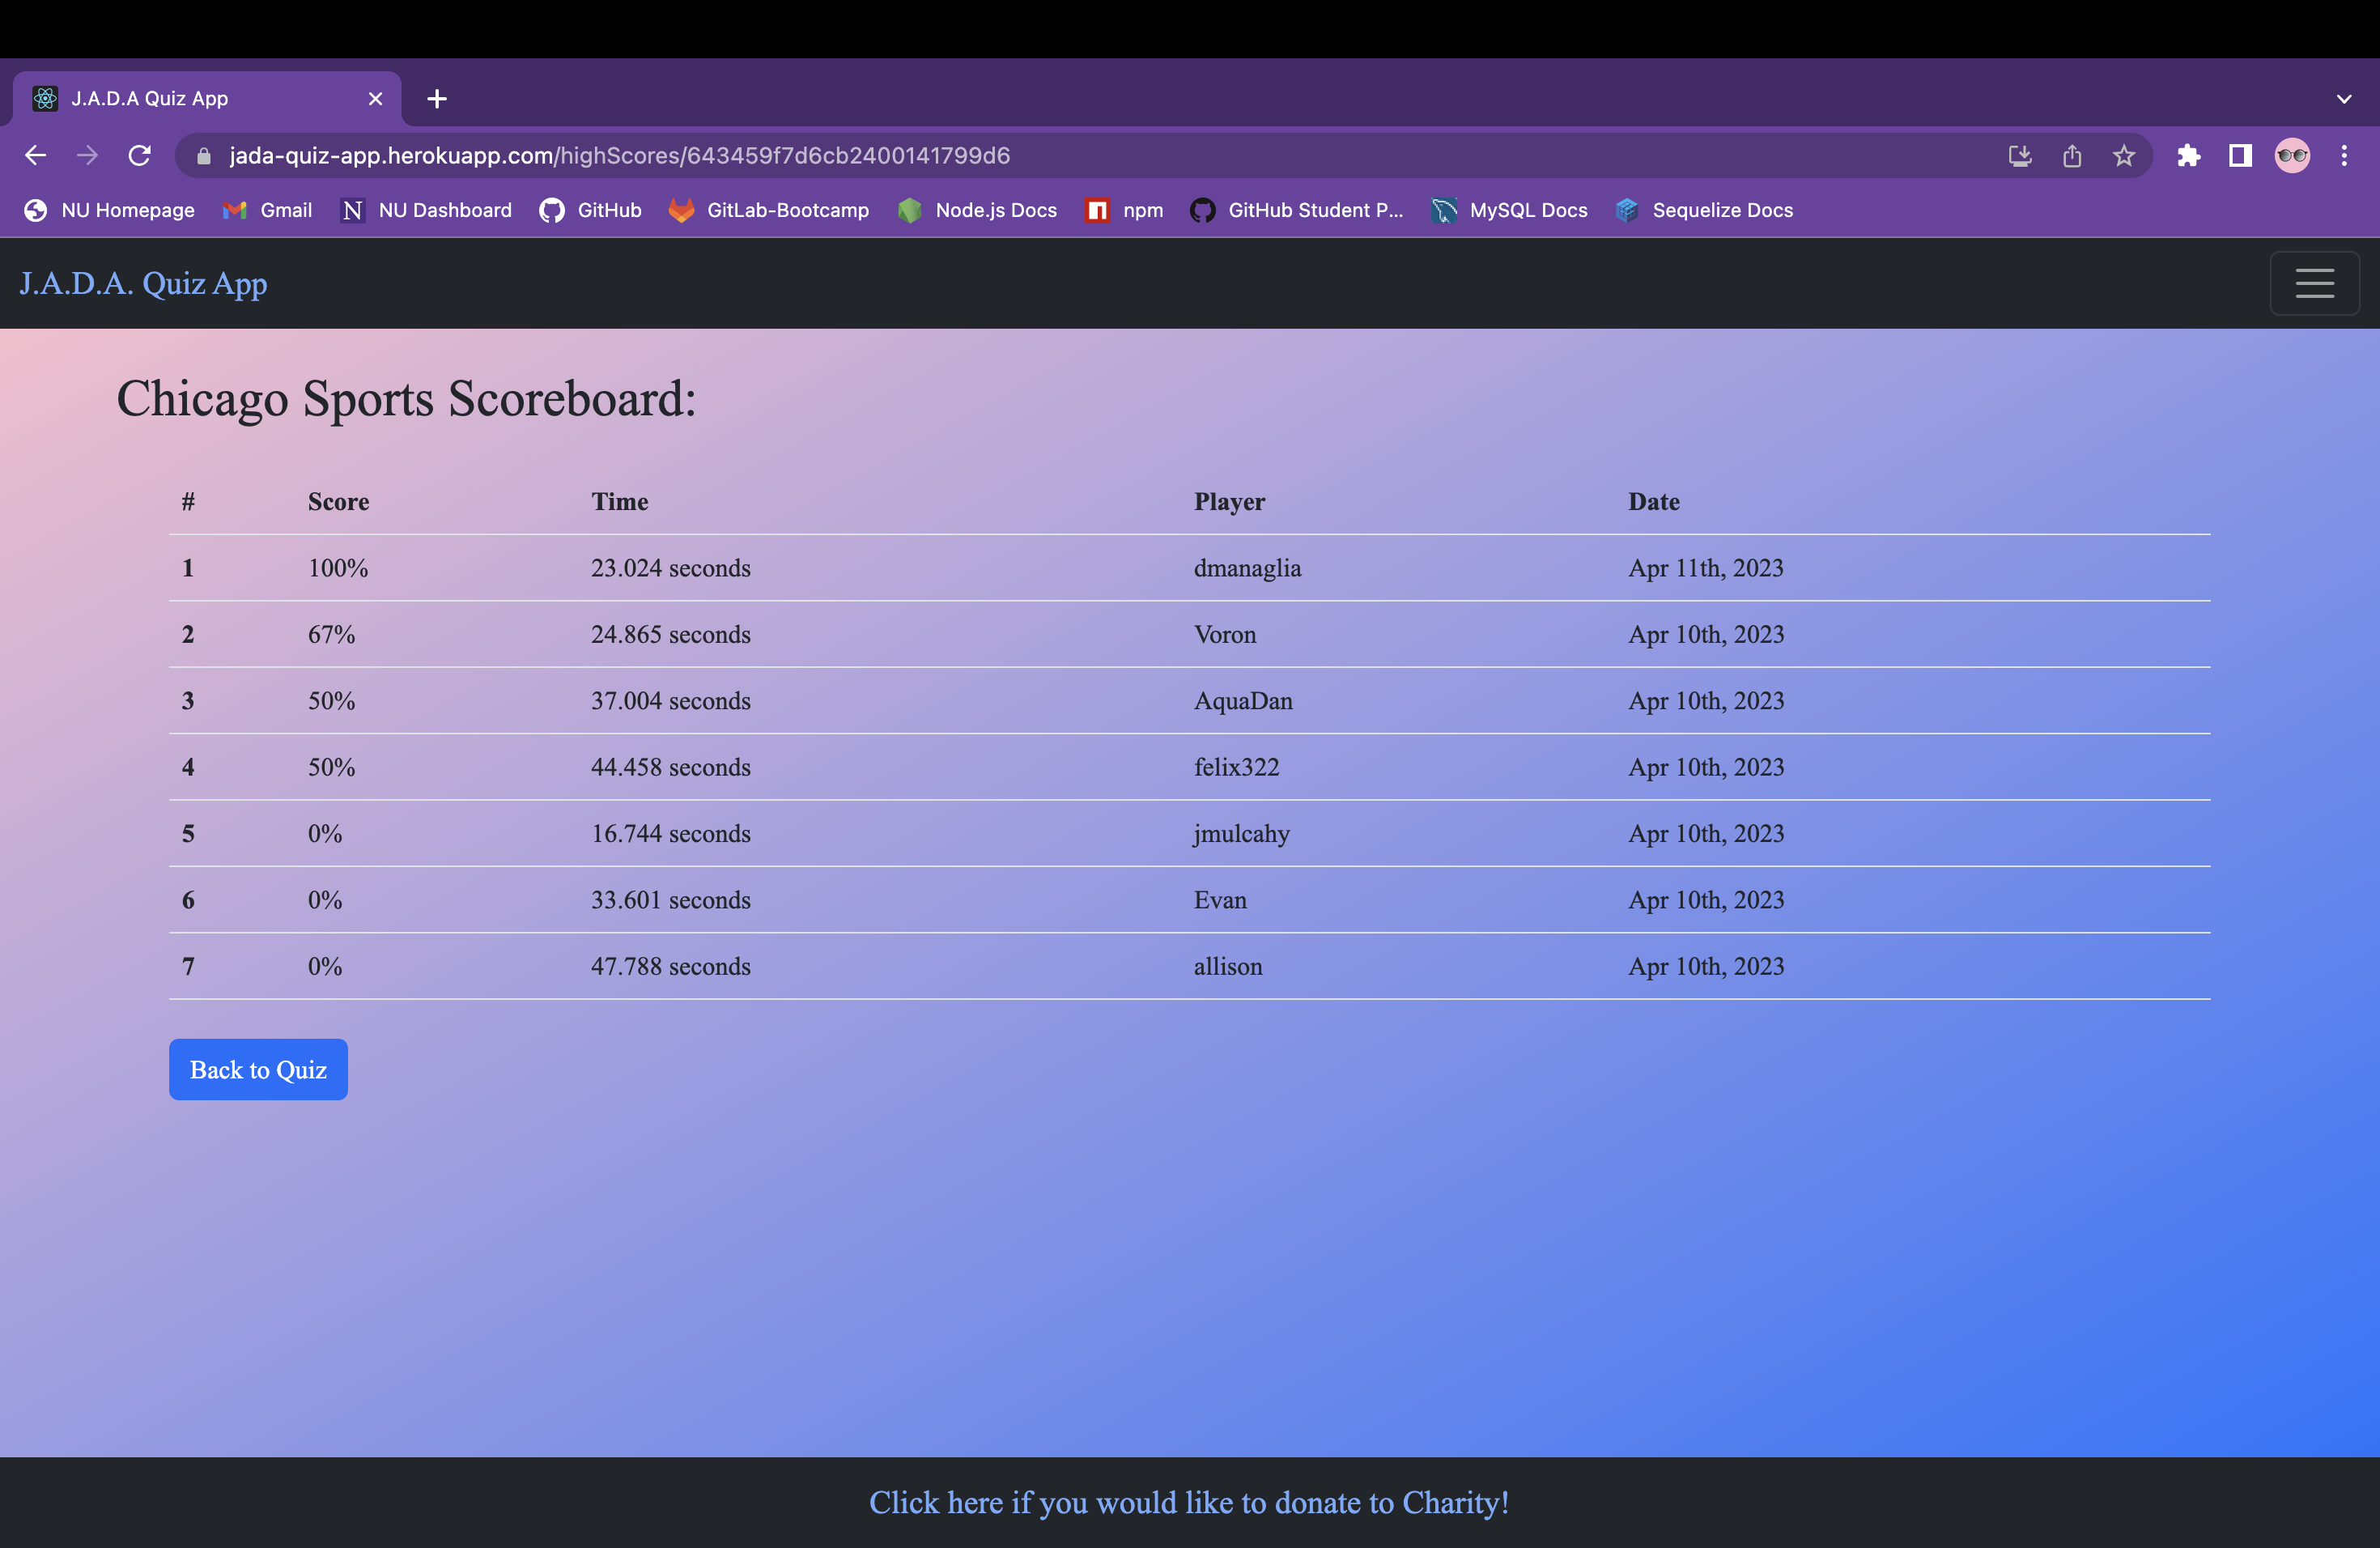 J.A.D.A Quiz App
jada-quiz-app.herokuapp.com/highScores/643459f7d6cb2400141799d6
NU Homepage Gmail N NU Dashboard GitHub GitLab-Bootcamp Node.js Docs npm GitHub Student P... MySQL Docs Sequelize Docs
J.A.D.A. Quiz App
Chicago Sports Scoreboard:
# Score Time Player Date
1 100% 23.024 seconds dmanaglia Apr 11th, 2023
2 67% 24.865 seconds Voron Apr 10th, 2023
3 50% 37.004 seconds AquaDan Apr 10th, 2023
4 50% 44.458 seconds felix322 Apr 10th, 2023
5 0% 16.744 seconds jmulcahy Apr 10th, 2023
6 0% 33.601 seconds Evan Apr 10th, 2023
7 0% 47.788 seconds allison Apr 10th, 2023
Back to Quiz
Click here if you would like to donate to Charity!